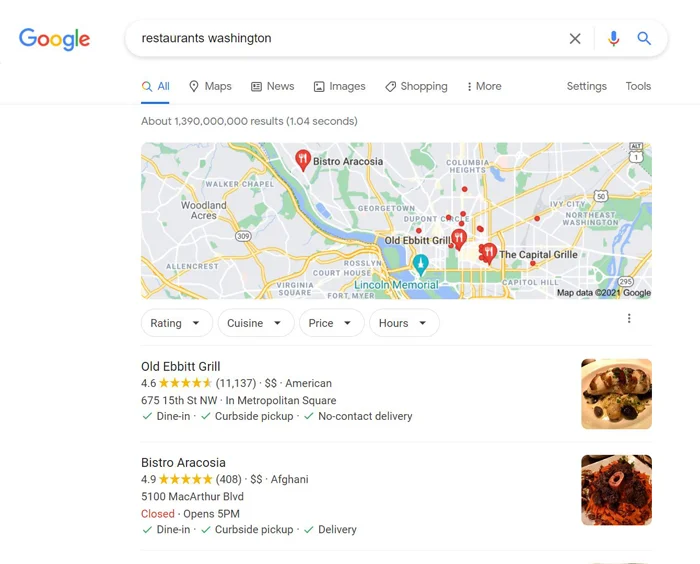 Google
restaurants washington
All Maps News Images Shopping More Settings Tools
About 1,390,000,000 results (1.04 seconds)
ALT
1
Bistro Aracosia
COLUMBIA
HEIGHTS
WALKER CHAPEL
50
Woodland
Acres
GEORGETOWN
IVY CITY
DUPONT CIRCLE
NORTHEAST
WASHINGTON
309
Old Ebbitt Grill
The Capital Grille
ALLENCREST
ROSSLYN
COURT HOUSE
Lincoln Memorial
CAPITOL HILL
295
VIRGINIA
SQUARE
FORT MYER
Map data ©2021 Google
Rating Cuisine Price Hours
Old Ebbitt Grill
4.6 (11,137) · $$ · American
675 15th St NW · In Metropolitan Square
Dine-in · Curbside pickup · No-contact delivery
Bistro Aracosia
4.9 (408) · $$ · Afghani
5100 MacArthur Blvd
Closed · Opens 5PM
Dine-in · Curbside pickup · Delivery